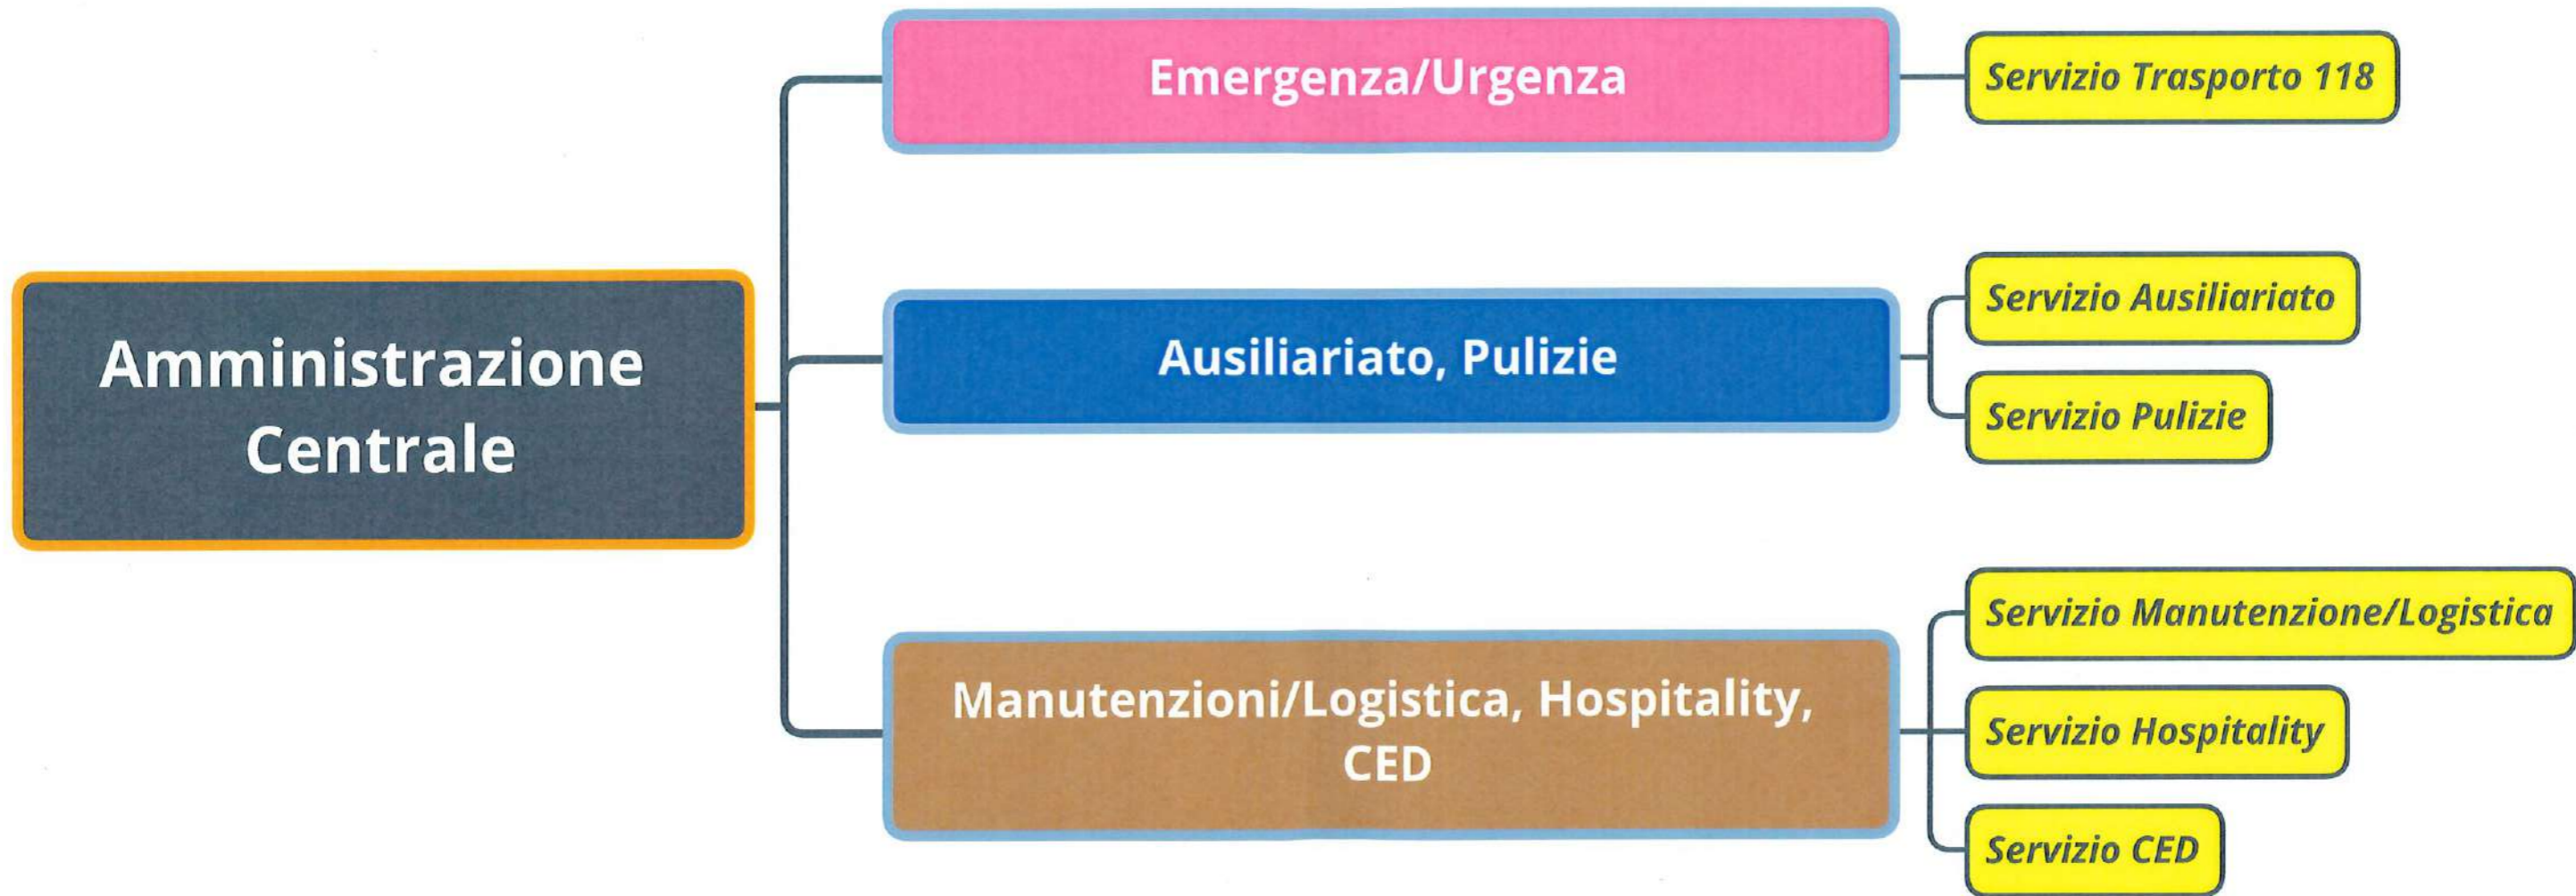 Emergenza/Urgenza
Servizio Trasporto 118
Amministrazione
Centrale
Ausiliariato, Pulizie
Servizio Ausiliariato
Servizio Pulizie
Manutenzioni/Logistica, Hospitality,
CED
Servizio Manutenzione/Logistica
Servizio Hospitality
Servizio CED